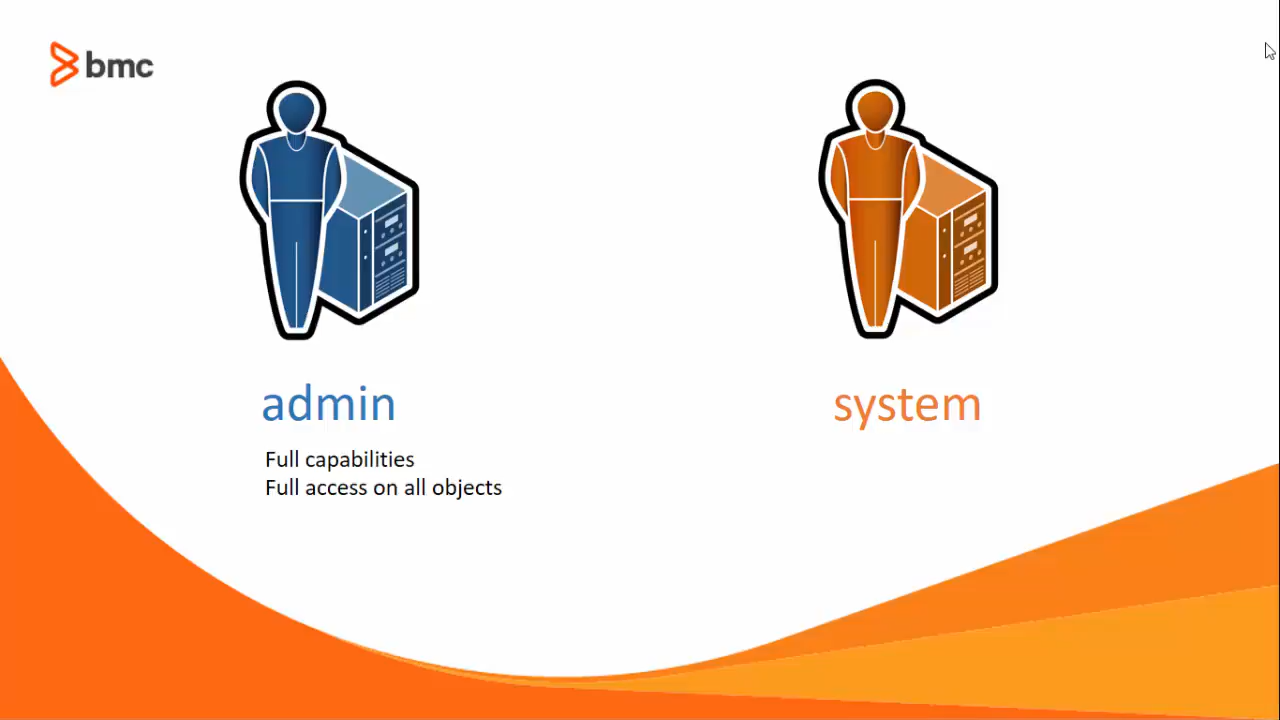 bmc
admin
system
Full capabilities
Full access on all objects